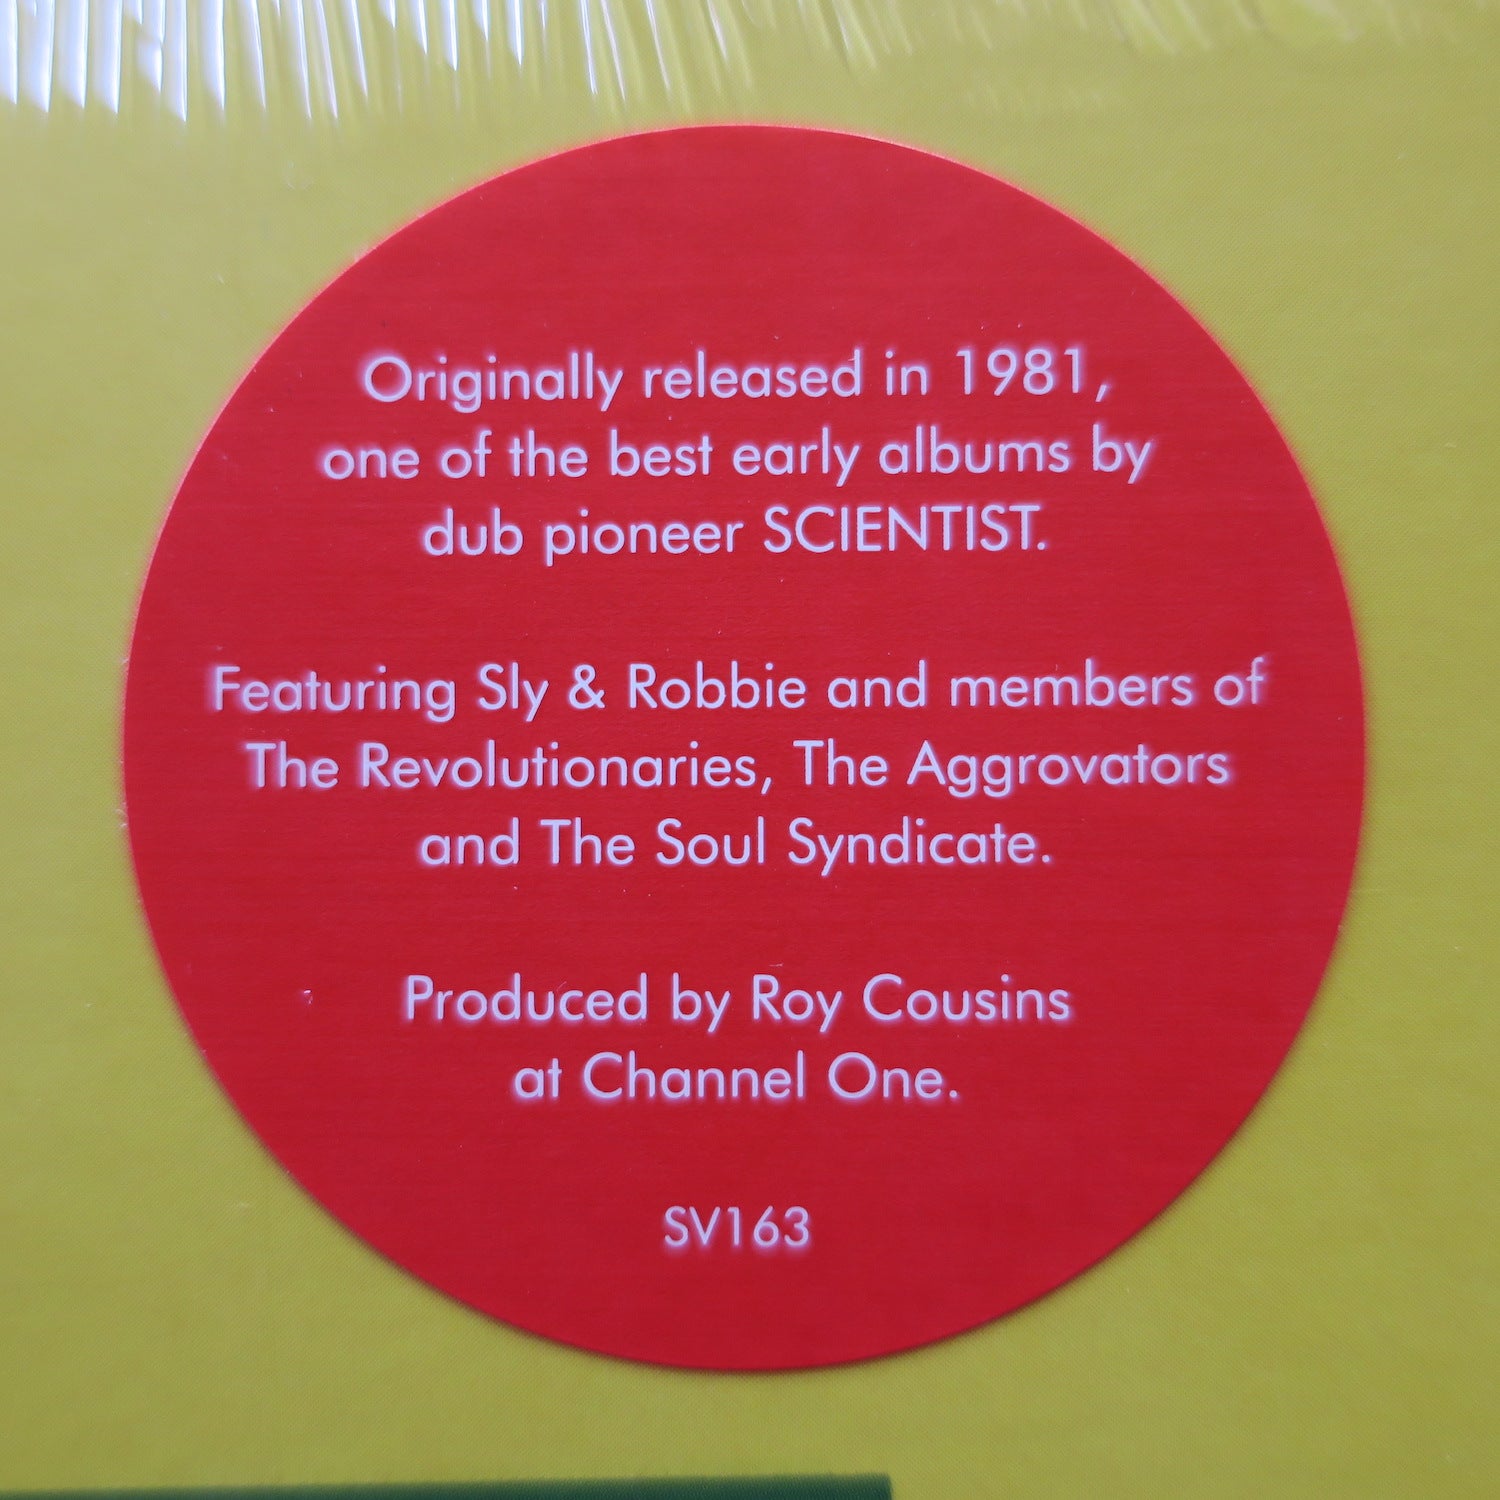 Originally released in 1981,
one of the best early albums by
dub pioneer SCIENTIST.
Featuring Sly & Robbie and members of
The Revolutionaries, The Aggrovators
and The Soul Syndicate.
Produced by Roy Cousins
at Channel One.
SV163